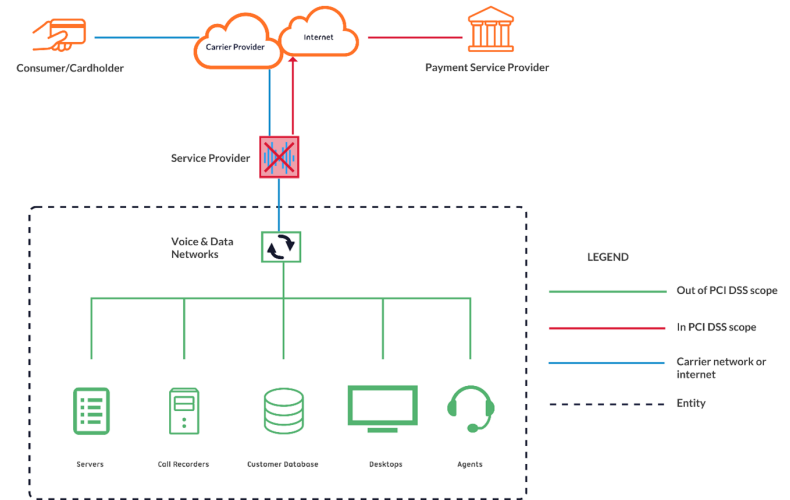 Carrier Provider
Internet
Consumer/Cardholder
Payment Service Provider
Service Provider
Voice & Data
Networks
LEGEND
Out of PCI DSS scope
In PCI DSS scope
Carrier network or
internet
Entity
Servers
Call Recorders
Customer Database
Desktops
Agents